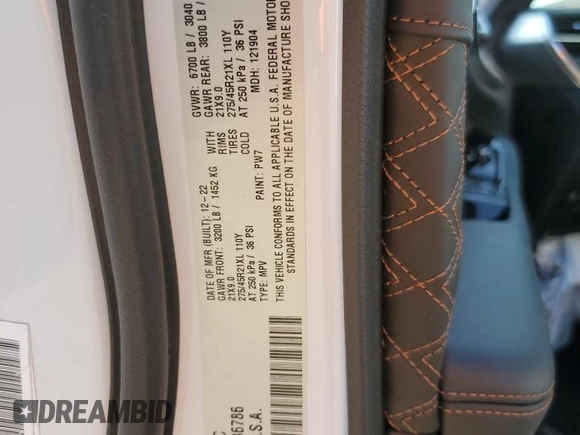 DATE OF MFR (BUILT): 12-22 GVWR: 6700 LB / 3040
GAWR FRONT: 3200 LB / 1452 KG WITH GAWR REAR: 3800 LB /
21X9.0 RIMS 21X9.0
275/45R21XL 110Y TIRES 275/45R21XL 110Y
AT 250 kPa / 36 PSI COLD AT 250 kPa / 36 PSI
TYPE: MPV PAINT: PW7 MDH: 121904
THIS VEHICLE CONFORMS TO ALL APPLICABLE U.S.A. FEDERAL MOTOR
STANDARDS IN EFFECT ON THE DATE OF MANUFACTURE SHO
DREAMBID